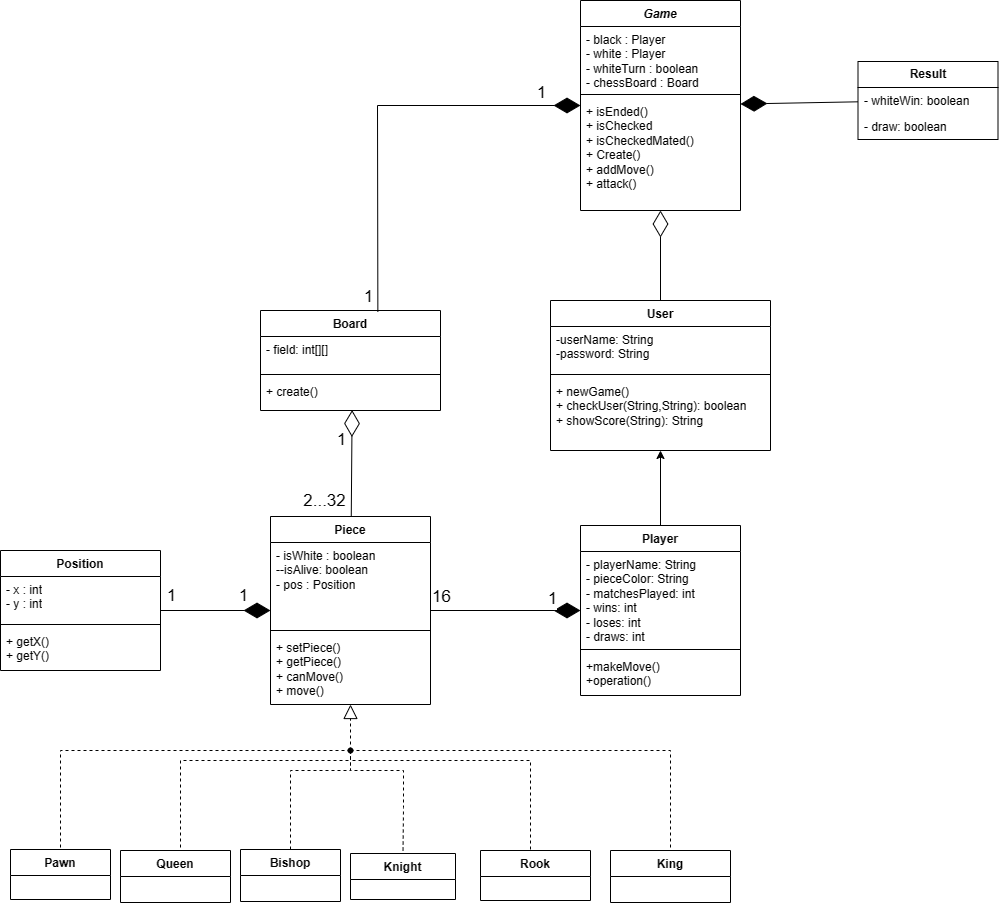 Game
- black : Player
- white : Player
- whiteTurn : boolean
- chessBoard : Board
+ isEnded()
+ isChecked
+ isCheckedMated()
+ Create()
+ addMove()
+ attack()
Result
- whiteWin: boolean
- draw: boolean
1
1
Board
- field: int[][]
+ create()
User
-userName: String
-password: String
+ newGame()
+ checkUser(String,String): boolean
+ showScore(String): String
1
2...32
Piece
- isWhite : boolean
--isAlive: boolean
- pos : Position
+ setPiece()
+ getPiece()
+ canMove()
+ move()
Position
- x : int
- y : int
+ getX()
+ getY()
1
1
16
1
Player
- playerName: String
- pieceColor: String
- matchesPlayed: int
- wins: int
- loses: int
- draws: int
+makeMove()
+operation()
Pawn
Queen
Bishop
Knight
Rook
King